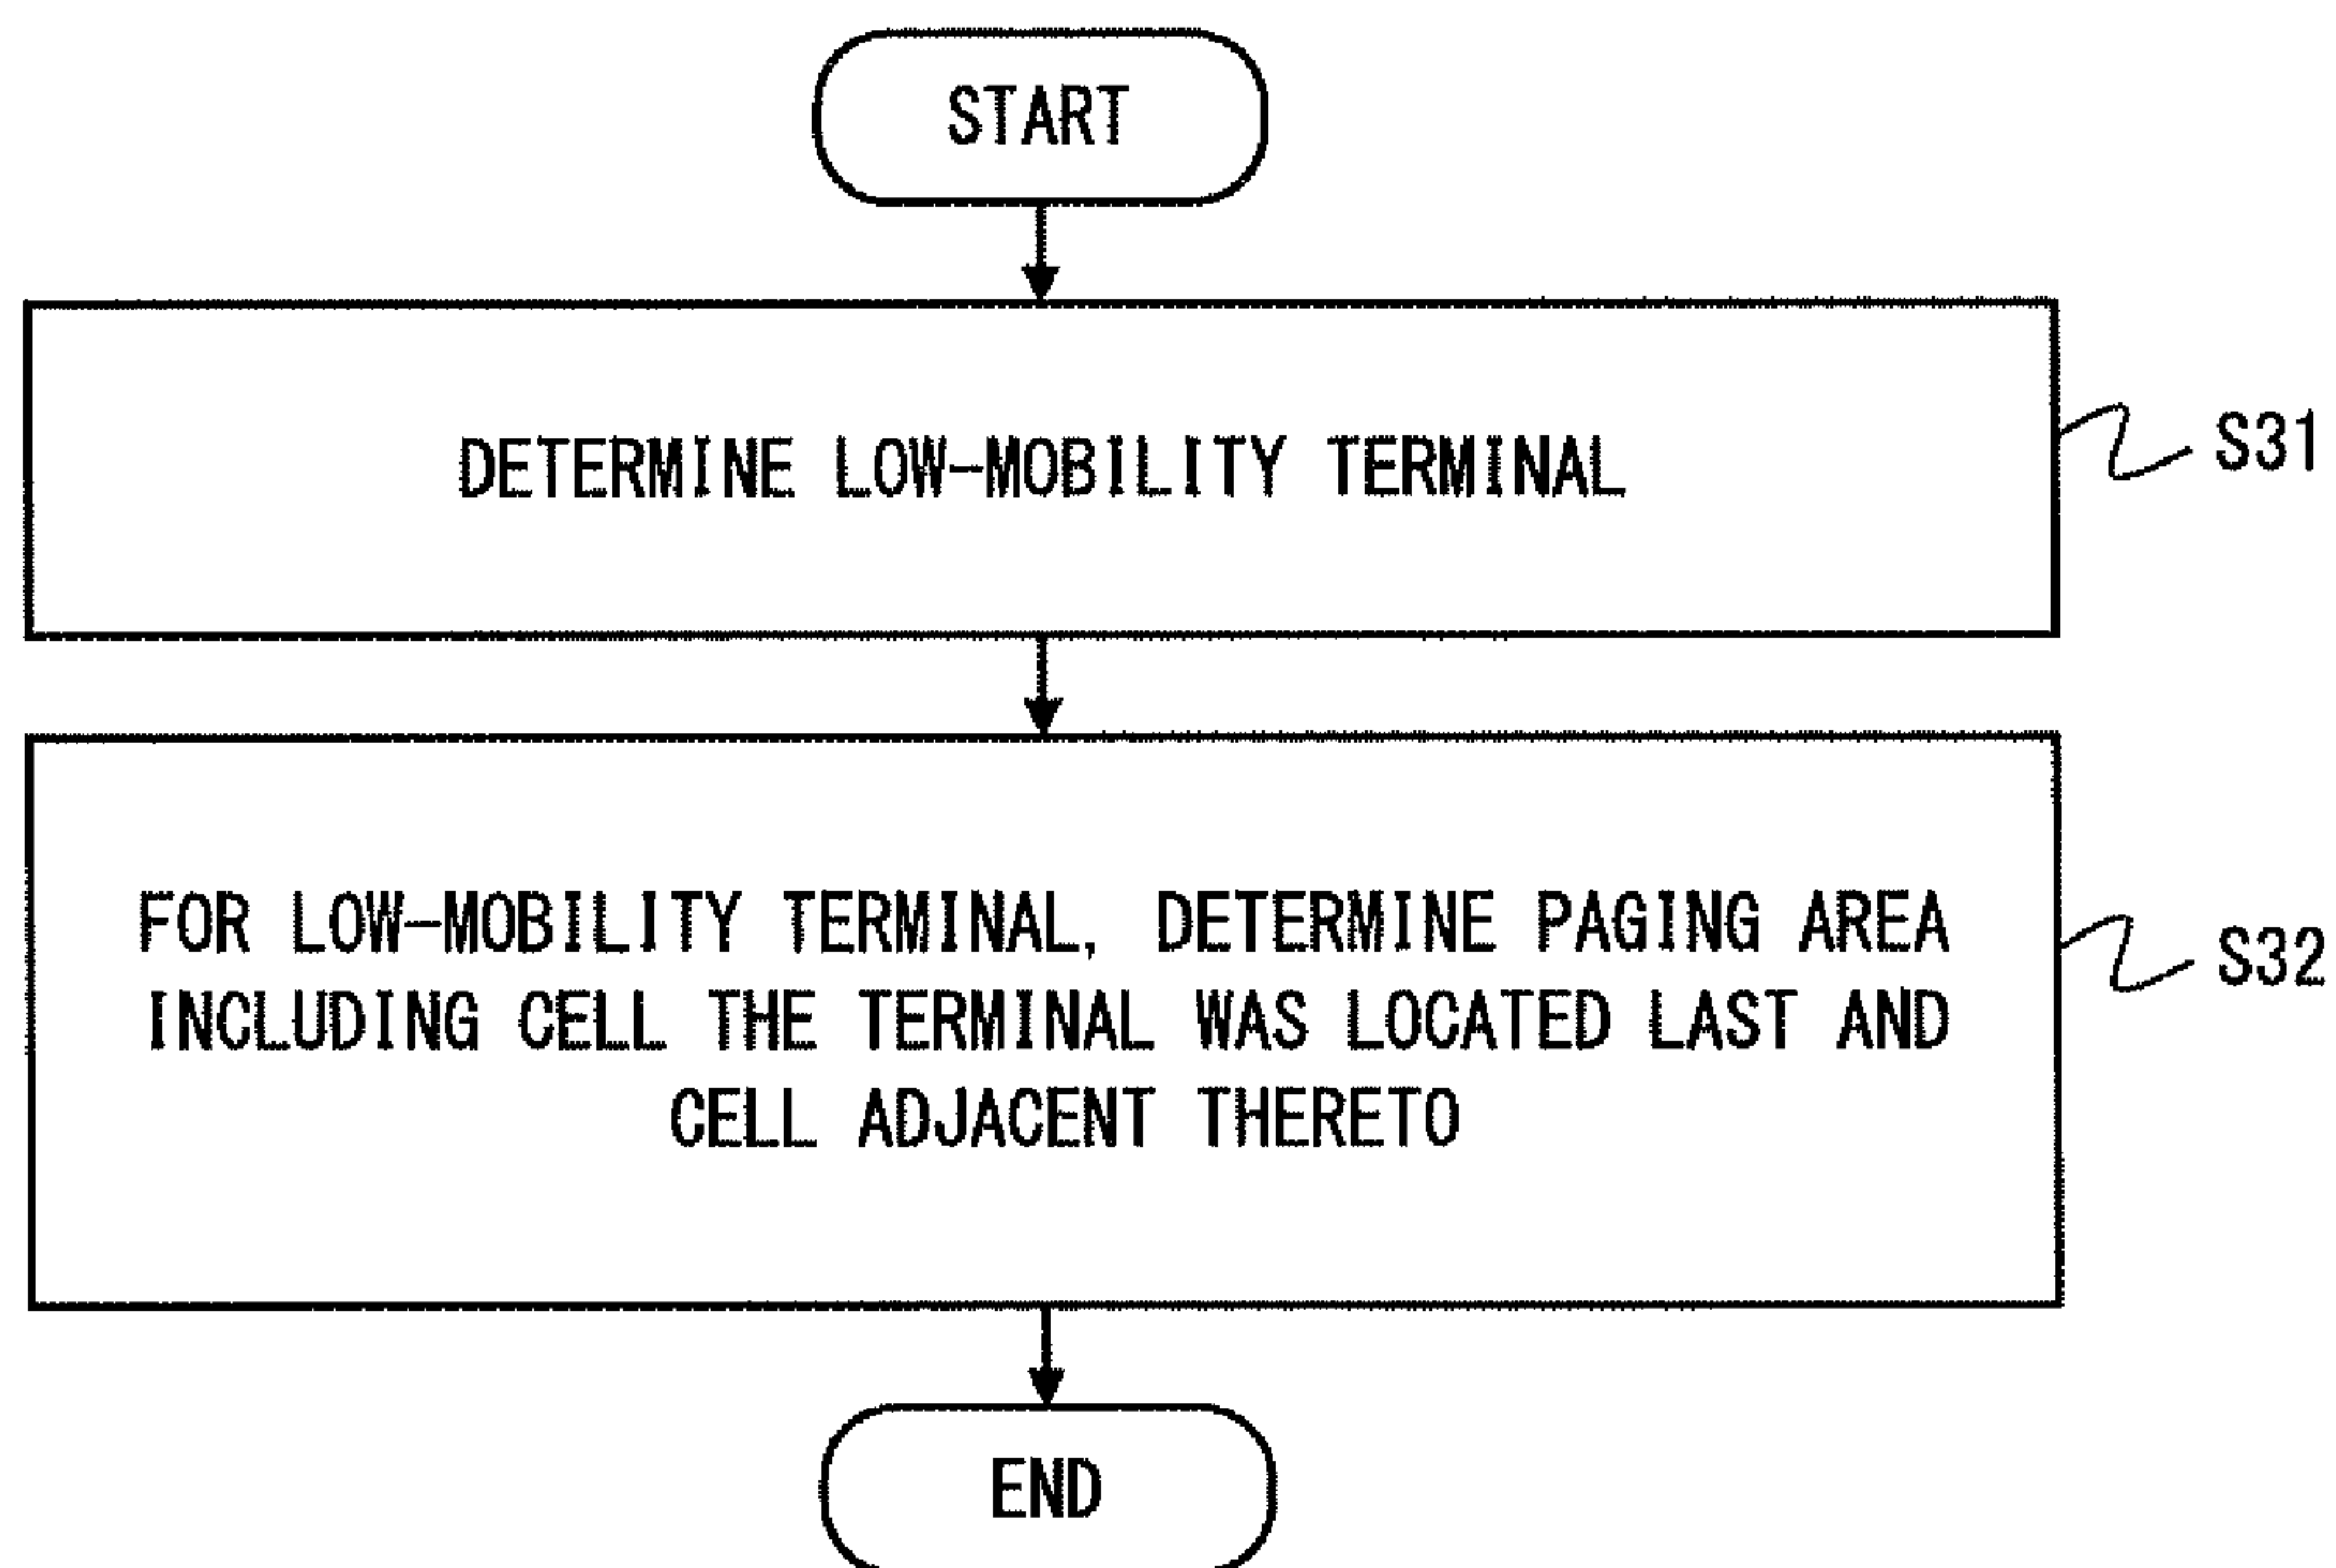 START
DETERMINE LOW-MOBILITY TERMINAL
S31
FOR LOW-MOBILITY TERMINAL, DETERMINE PAGING AREA
INCLUDING CELL THE TERMINAL WAS LOCATED LAST AND
CELL ADJACENT THERETO
S32
END